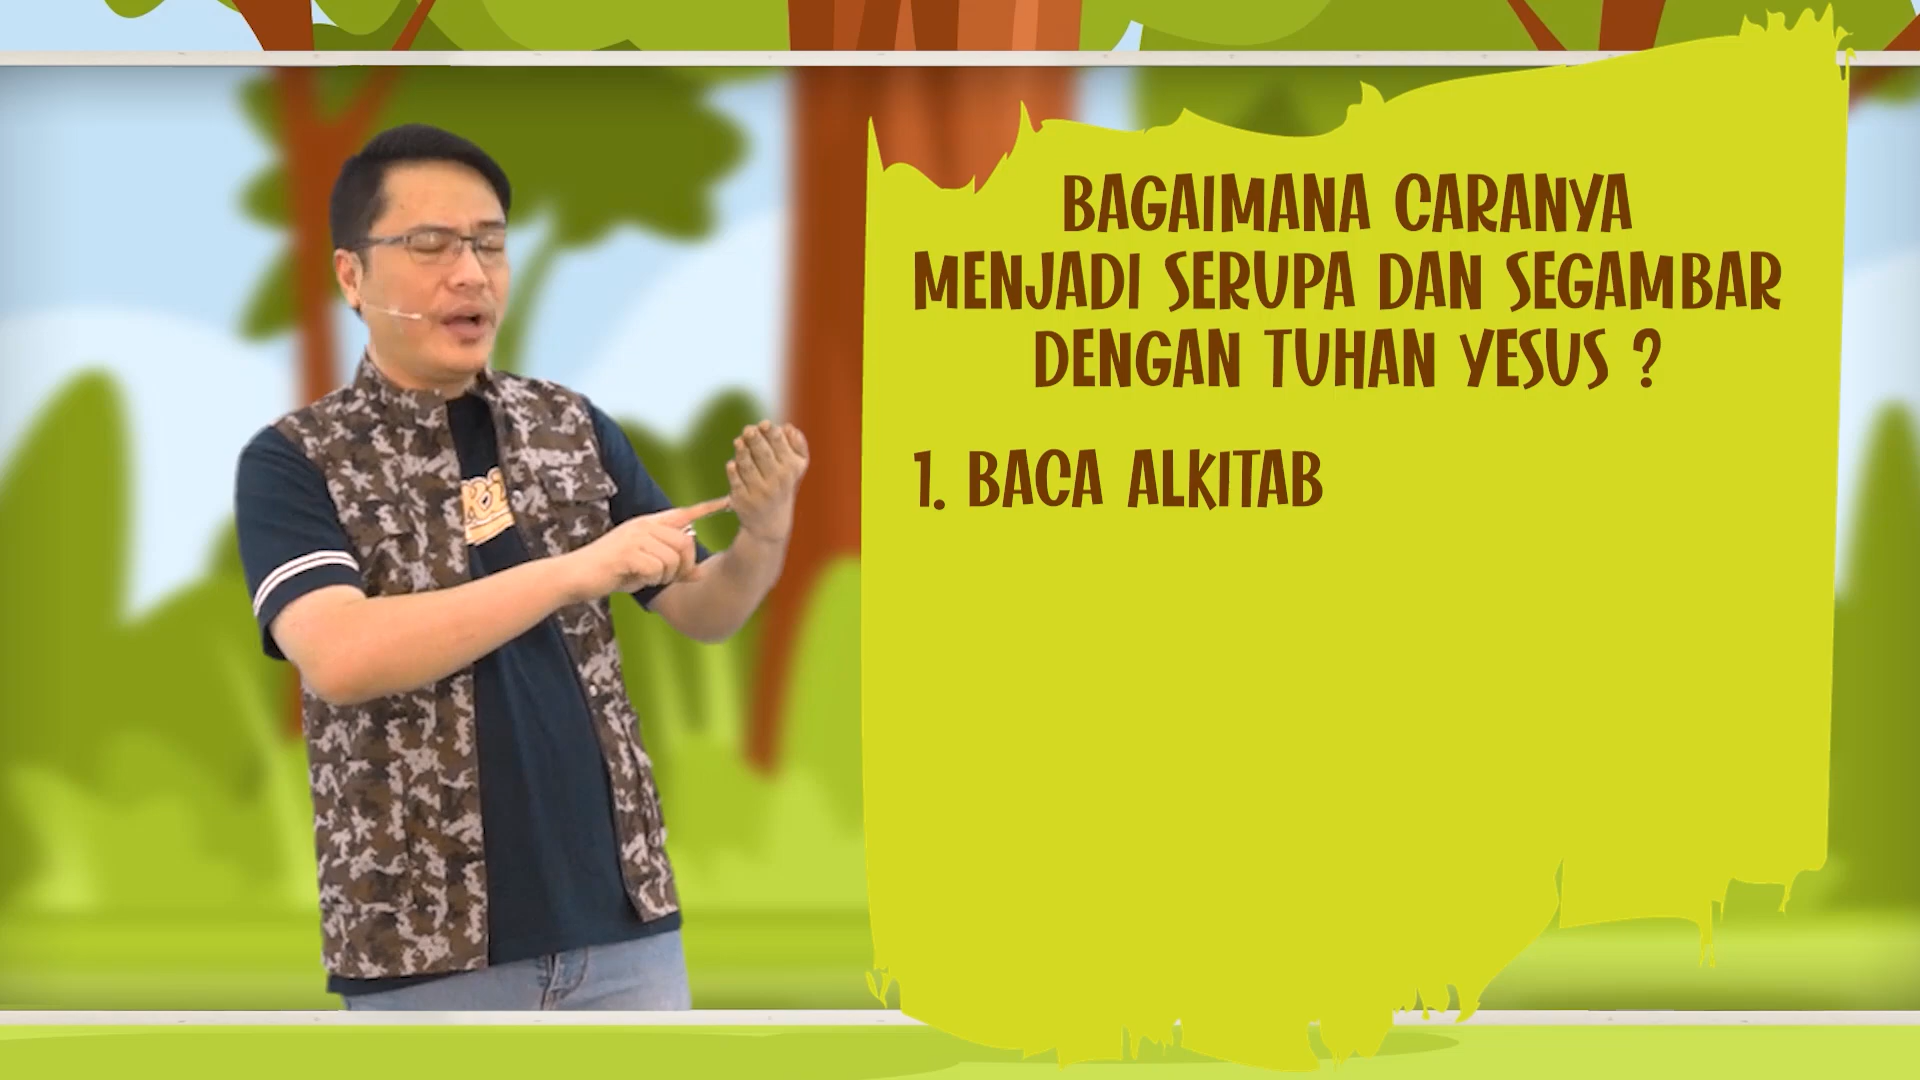 BAGAIMANA CARANYA
MENJADI SERUPA DAN SEGAMBAR
DENGAN TUHAN YESUS ?
1. BACA ALKITAB